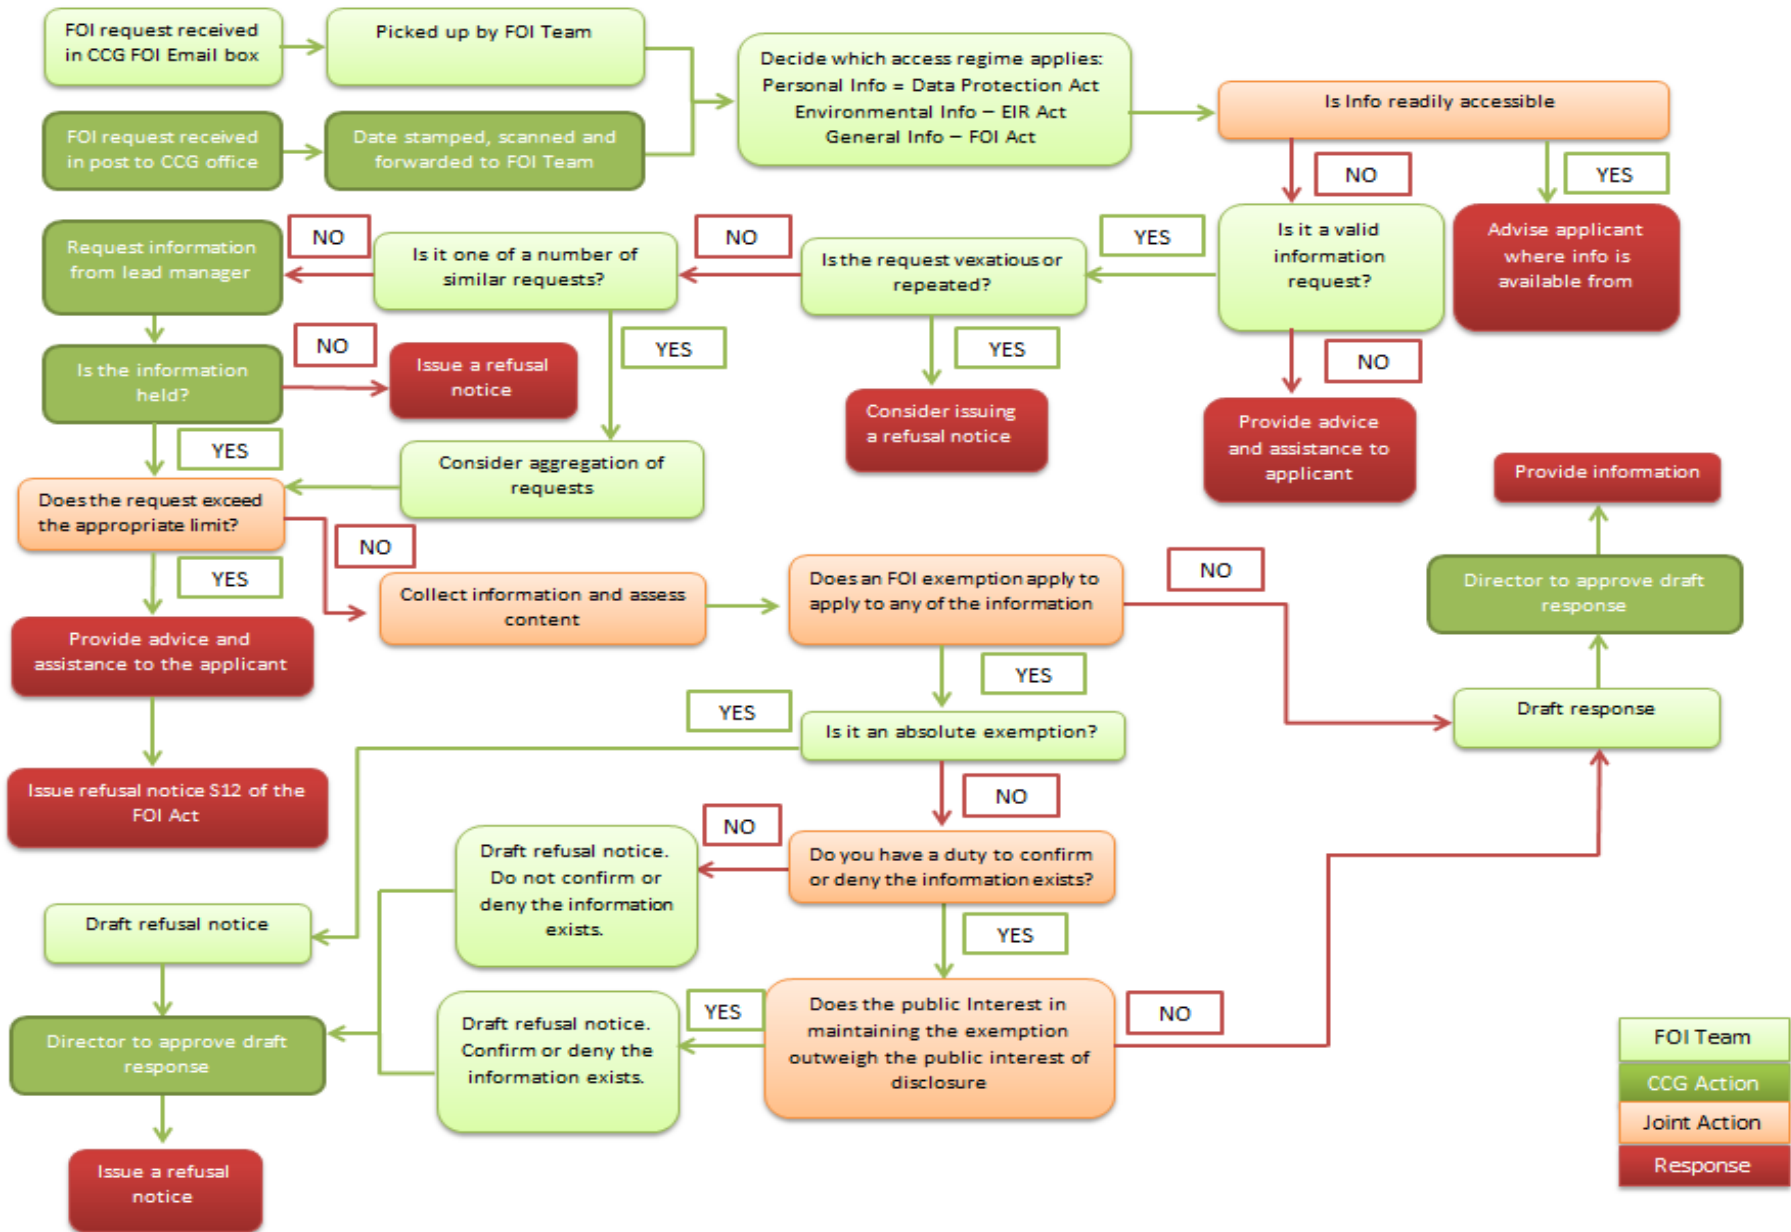 FOI request received
in CCG FOI Email box
Picked up by FOI Team
Decide which access regime applies:
Personal Info = Data Protection Act
Environmental Info – EIR Act
General Info – FOI Act
Is Info readily accessible
FOI request received
in post to CCG office
Date stamped, scanned and
forwarded to FOI Team
NO
YES
Request information
from lead manager
NO
Is it one of a number of
similar requests?
NO
Is the request vexatious or
repeated?
YES
Is it a valid
information
request?
Advise applicant
where info is
available from
Is the information
held?
NO
Issue a refusal
notice
YES
YES
NO
Consider issuing
a refusal notice
Provide advice
and assistance to
applicant
YES
Consider aggregation of
requests
Provide information
Does the request exceed
the appropriate limit?
NO
YES
Collect information and assess
content
Does an FOI exemption apply to
apply to any of the information
NO
Director to approve draft
response
Provide advice and
assistance to the applicant
YES
YES
Is it an absolute exemption?
Draft response
Issue refusal notice S12 of the
FOI Act
NO
NO
Draft refusal notice.
Do not confirm or
deny the information
exists.
Do you have a duty to confirm
or deny the information exists?
Draft refusal notice
YES
Director to approve draft
response
Draft refusal notice.
Confirm or deny the
information exists.
YES
Does the public Interest in
maintaining the exemption
outweigh the public interest of
disclosure
NO
Issue a refusal
notice
FOI Team
CCG Action
Joint Action
Response